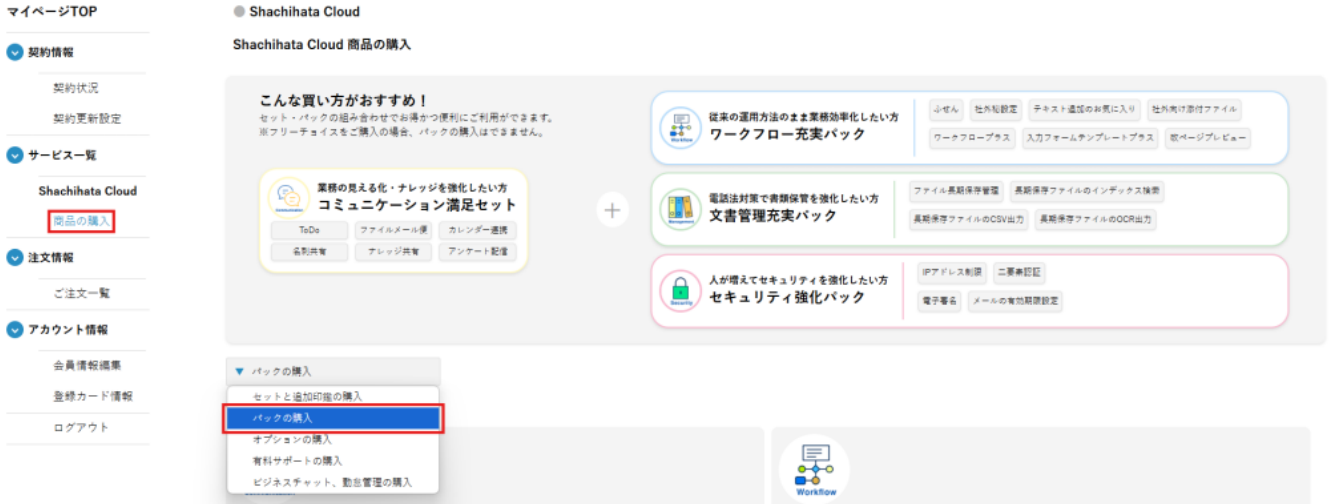 マイページTOP
契約情報
契約状況
契約更新設定
サービス一覧
Shachihata Cloud
商品の購入
注文情報
ご注文一覧
アカウント情報
会員情報編集
登録カード情報
ログアウト
Shachihata Cloud
Shachihata Cloud 商品の購入
こんな買い方がおすすめ！
セット・パックの組み合わせでお得かつ便利にご利用ができます。
※フリーチョイスをご購入の場合、パックの購入はできません。
業務の見える化・ナレッジを強化したい方
コミュニケーション満足セット
ToDo ファイルメール便 カレンダー連携
名刺共有 ナレッジ共有 アンケート配信
+
従来の運用方法のまま業務効率化したい方
ワークフロー充実パック
Workflow
ふせん 社外秘設定 テキスト追加のお気に入り 社外向け添付ファイル
ワークフロープラス 入力フォームテンプレートプラス 改ページプレビュー
電話法対策で書類保管を強化したい方
文書管理充実パック
Management
ファイル長期保存管理 長期保存ファイルのインデックス検索
長期保存ファイルのCSV出力 長期保存ファイルのOCR出力
人が増えてセキュリティを強化したい方
セキュリティ強化パック
Security
IPアドレス制限 二要素認証
電子署名 メールの有効期限設定
パックの購入
セットと追加印鑑の購入
パックの購入
オプションの購入
有料サポートの購入
ビジネスチャット、勤怠管理の購入
Workflow